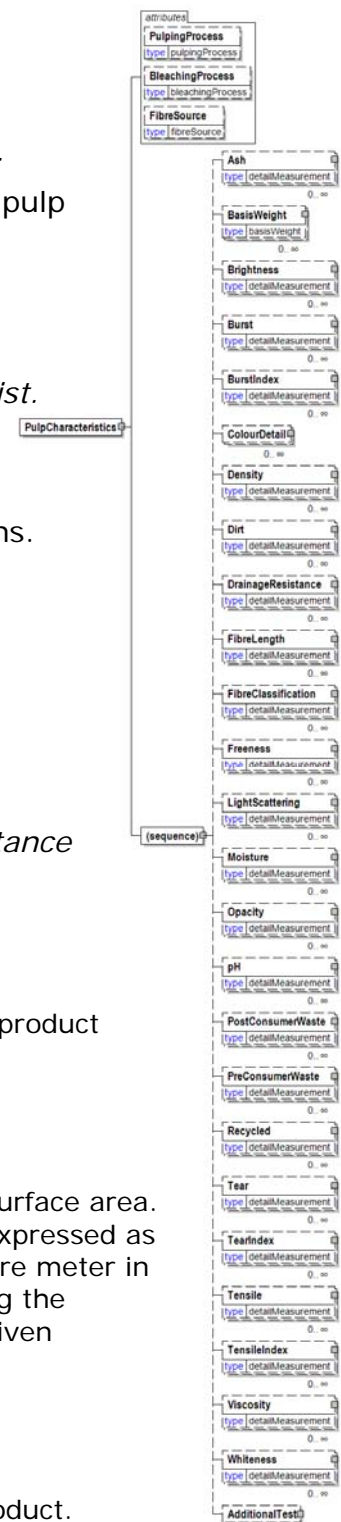 attributes
PulpingProcess
type pulpingProcess
BleachingProcess
type bleachingProcess
FibreSource
type fibreSource
pulp
ist.
ns.
tance
product
urface area.
expressed as
re meter in
g the
iven
oduct.
PulpCharacteristics
(sequence)
Ash
type detailMeasurement
0.. ∞
BasisWeight
type basisWeight
0.. ∞
Brightness
type detailMeasurement
0.. ∞
Burst
type detailMeasurement
0.. ∞
BurstIndex
type detailMeasurement
0.. ∞
ColourDetail
0.. ∞
Density
type detailMeasurement
0.. ∞
Dirt
type detailMeasurement
0.. ∞
DrainageResistance
type detailMeasurement
0.. ∞
FibreLength
type detailMeasurement
0.. ∞
FibreClassification
type detailMeasurement
0.. ∞
Freeness
type detailMeasurement
0.. ∞
LightScattering
type detailMeasurement
0.. ∞
Moisture
type detailMeasurement
0.. ∞
Opacity
type detailMeasurement
0.. ∞
pH
type detailMeasurement
0.. ∞
PostConsumerWaste
type detailMeasurement
0.. ∞
PreConsumerWaste
type detailMeasurement
0.. ∞
Recycled
type detailMeasurement
0.. ∞
Tear
type detailMeasurement
0.. ∞
TearIndex
type detailMeasurement
0.. ∞
Tensile
type detailMeasurement
0.. ∞
TensileIndex
type detailMeasurement
0.. ∞
Viscosity
type detailMeasurement
0.. ∞
Whiteness
type detailMeasurement
0.. ∞
AdditionalTest